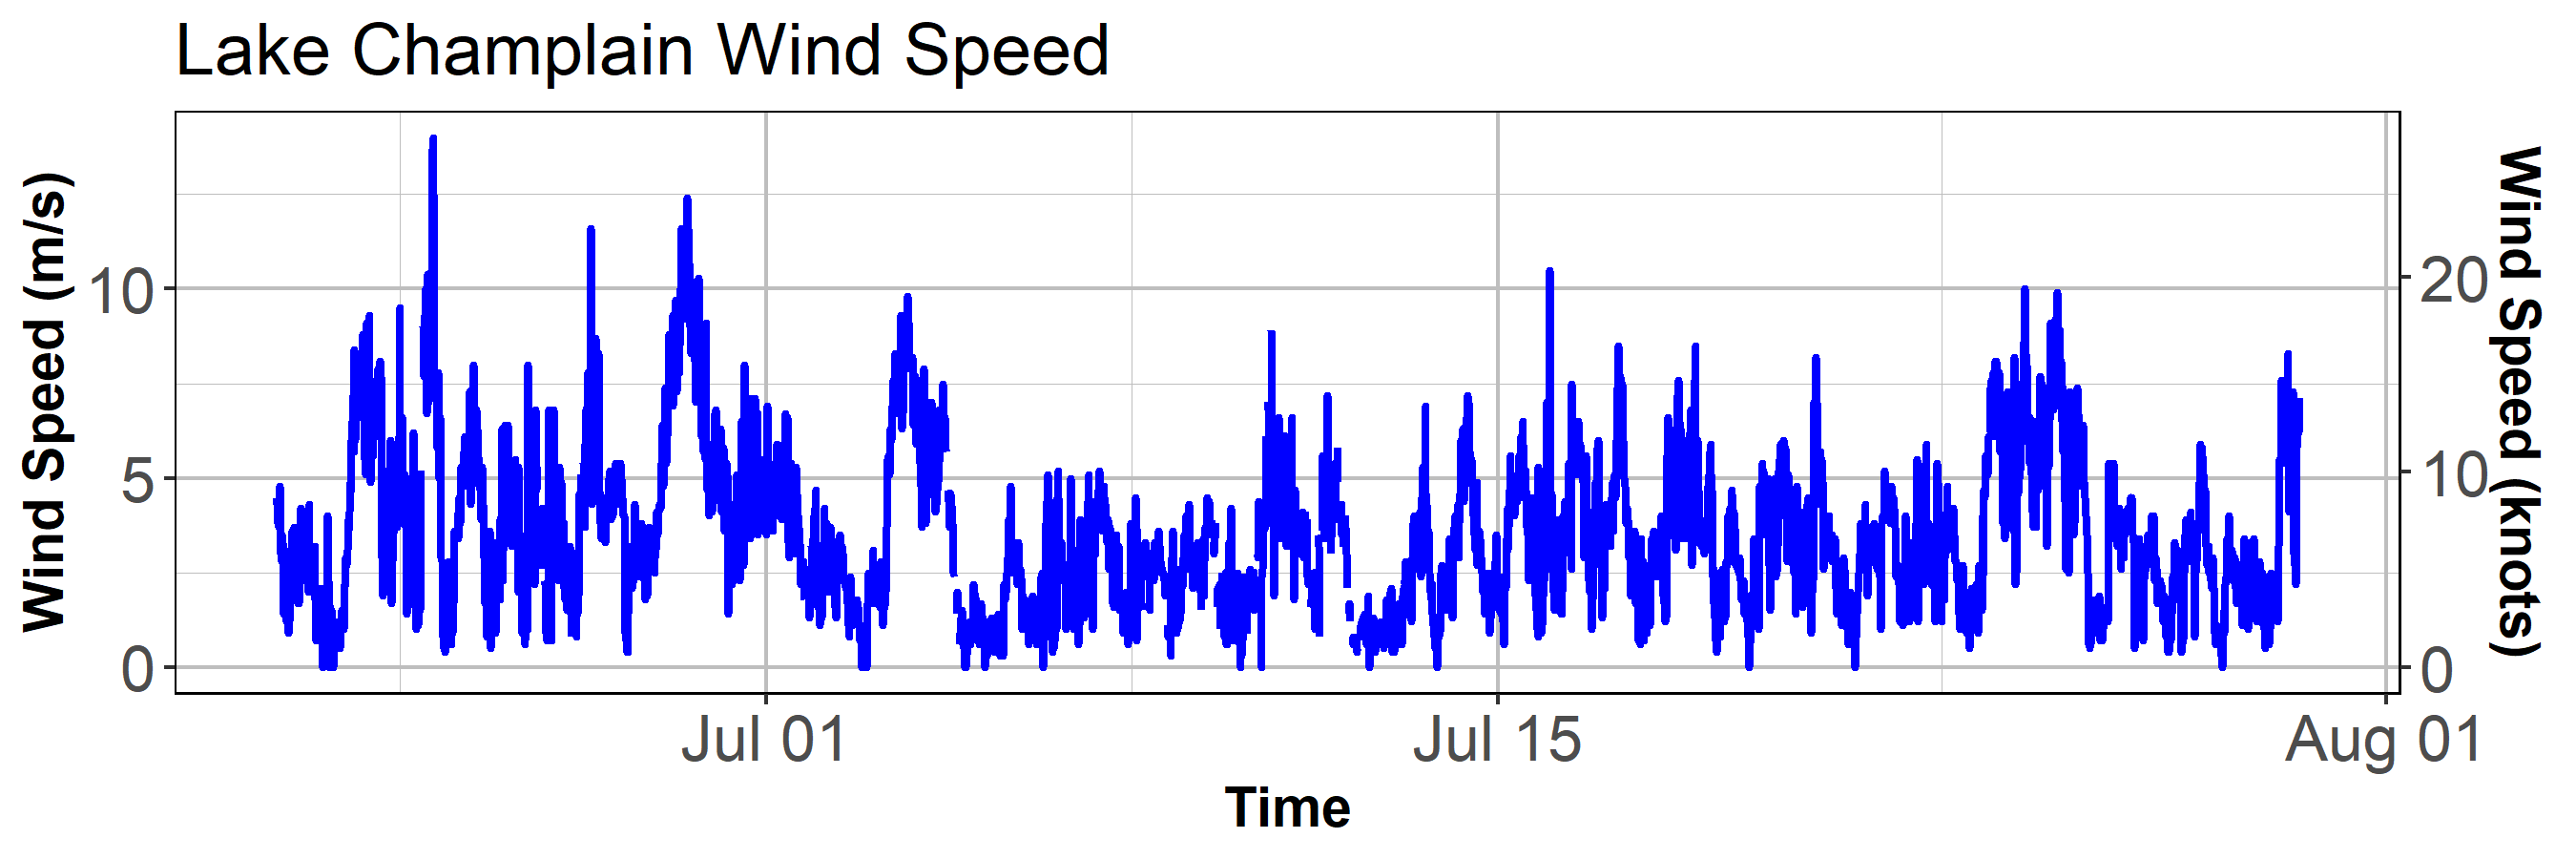 Lake Champlain Wind Speed
Wind Speed (m/s)
10
5
0
20
10
0
Wind Speed (knots)
Jul 01
Jul 15
Aug 01
Time